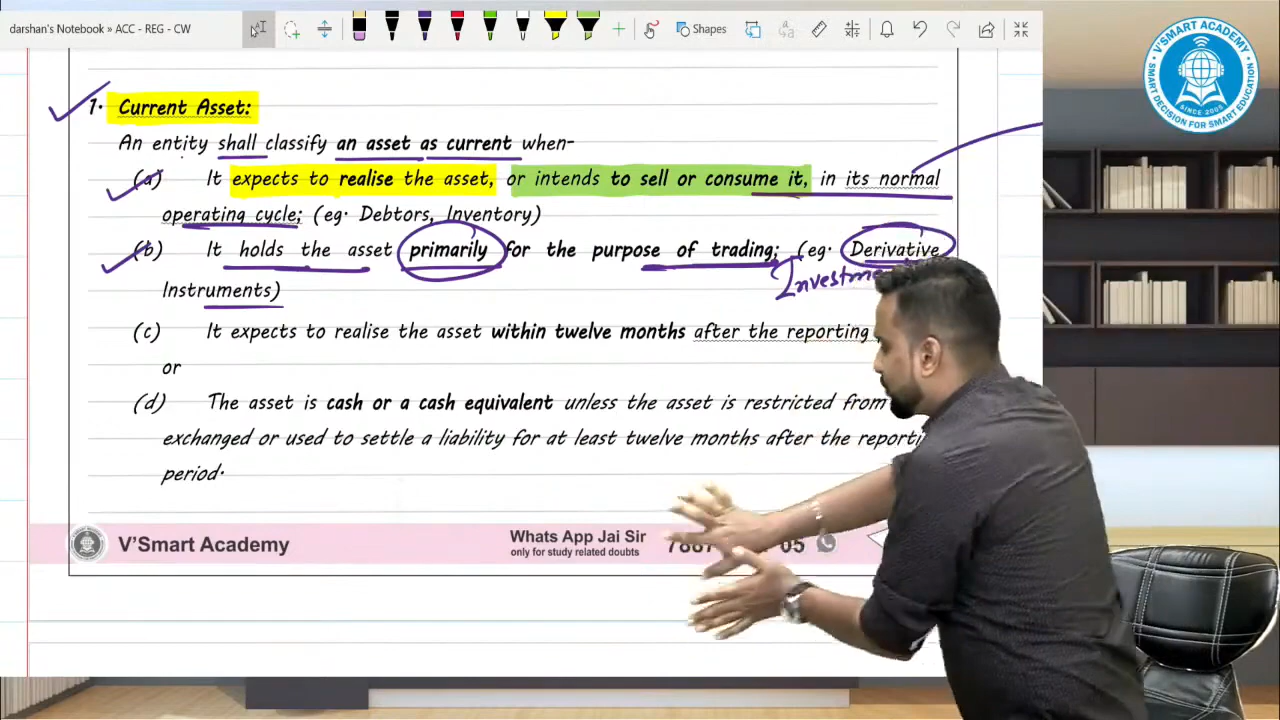 darshan's Notebook » ACC - REG - CW
Shapes
V'SMART ACADEMY
SINCE 2005
SMART DECISION FOR SMART EDUCATION
1. Current Asset:
An entity shall classify an asset as current when-
(a) It expects to realise the asset, or intends to sell or consume it, in its normal
operating cycle; (eg. Debtors, Inventory)
(b) It holds the asset primarily for the purpose of trading; (eg. Derivative
Instruments)
(c) It expects to realise the asset within twelve months after the reporting
or
(d) The asset is cash or a cash equivalent unless the asset is restricted from
exchanged or used to settle a liability for at least twelve months after the
period.
V'Smart Academy
Whats App Jai Sir
only for study related doubts
05